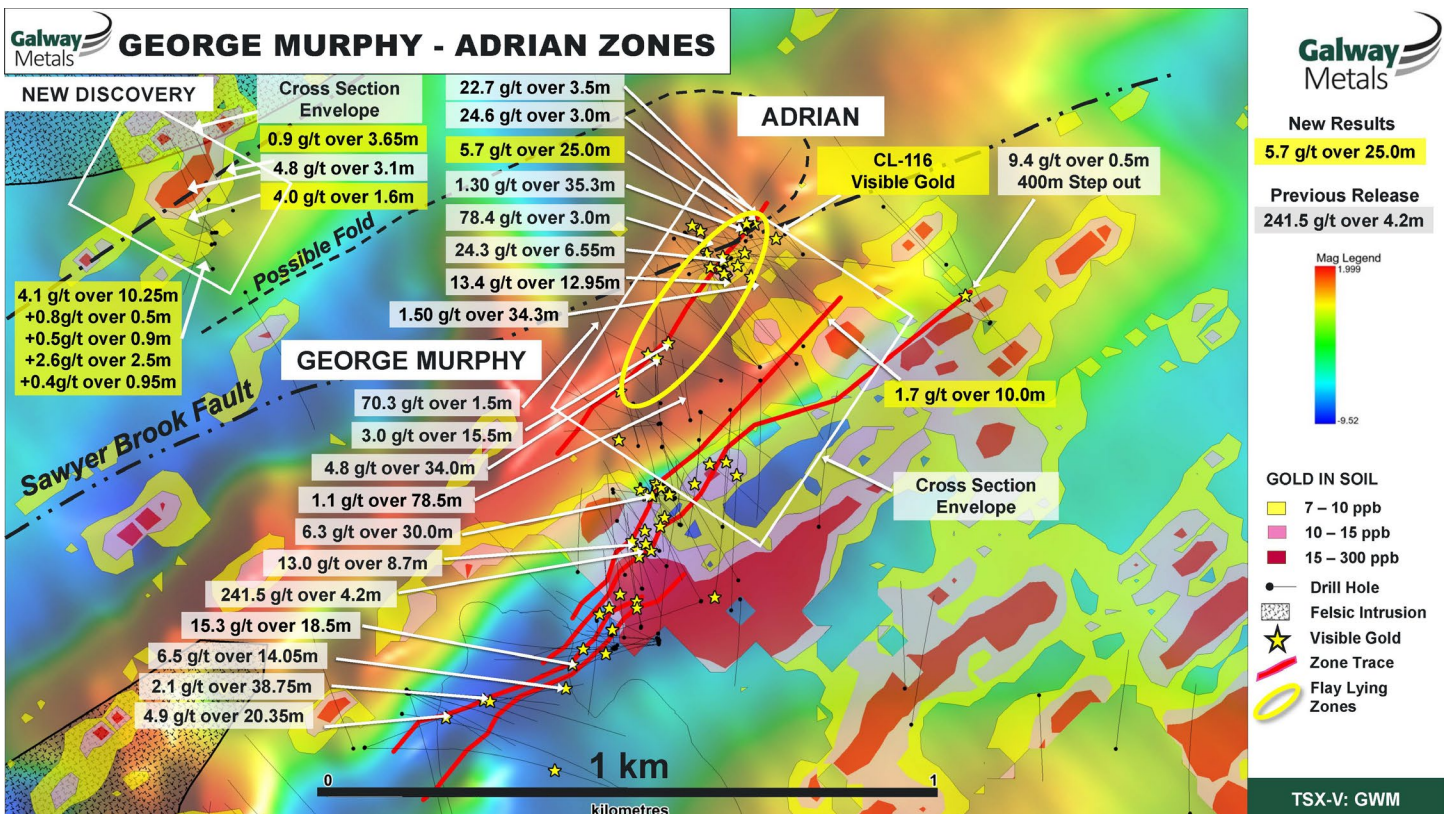 Galway
Metals
GEORGE MURPHY - ADRIAN ZONES
NEW DISCOVERY
Cross Section
Envelope
0.9 g/t over 3.65m
4.8 g/t over 3.1m
4.0 g/t over 1.6m
4.1 g/t over 10.25m
+0.8g/t over 0.5m
+0.5g/t over 0.9m
+2.6g/t over 2.5m
+0.4g/t over 0.95m
Possible Fold
Sawyer Brook Fault
22.7 g/t over 3.5m
24.6 g/t over 3.0m
5.7 g/t over 25.0m
1.30 g/t over 35.3m
78.4 g/t over 3.0m
24.3 g/t over 6.55m
13.4 g/t over 12.95m
1.50 g/t over 34.3m
ADRIAN
CL-116
Visible Gold
9.4 g/t over 0.5m
400m Step out
GEORGE MURPHY
70.3 g/t over 1.5m
3.0 g/t over 15.5m
4.8 g/t over 34.0m
1.1 g/t over 78.5m
6.3 g/t over 30.0m
13.0 g/t over 8.7m
241.5 g/t over 4.2m
15.3 g/t over 18.5m
6.5 g/t over 14.05m
2.1 g/t over 38.75m
4.9 g/t over 20.35m
1.7 g/t over 10.0m
Cross Section
Envelope
1 km
0
1
kilometres
Galway
Metals
New Results
5.7 g/t over 25.0m
Previous Release
241.5 g/t over 4.2m
Mag Legend
1.999
-9.52
GOLD IN SOIL
7 – 10 ppb
10 – 15 ppb
15 – 300 ppb
Drill Hole
Felsic Intrusion
Visible Gold
Zone Trace
Flay Lying
Zones
TSX-V: GWM